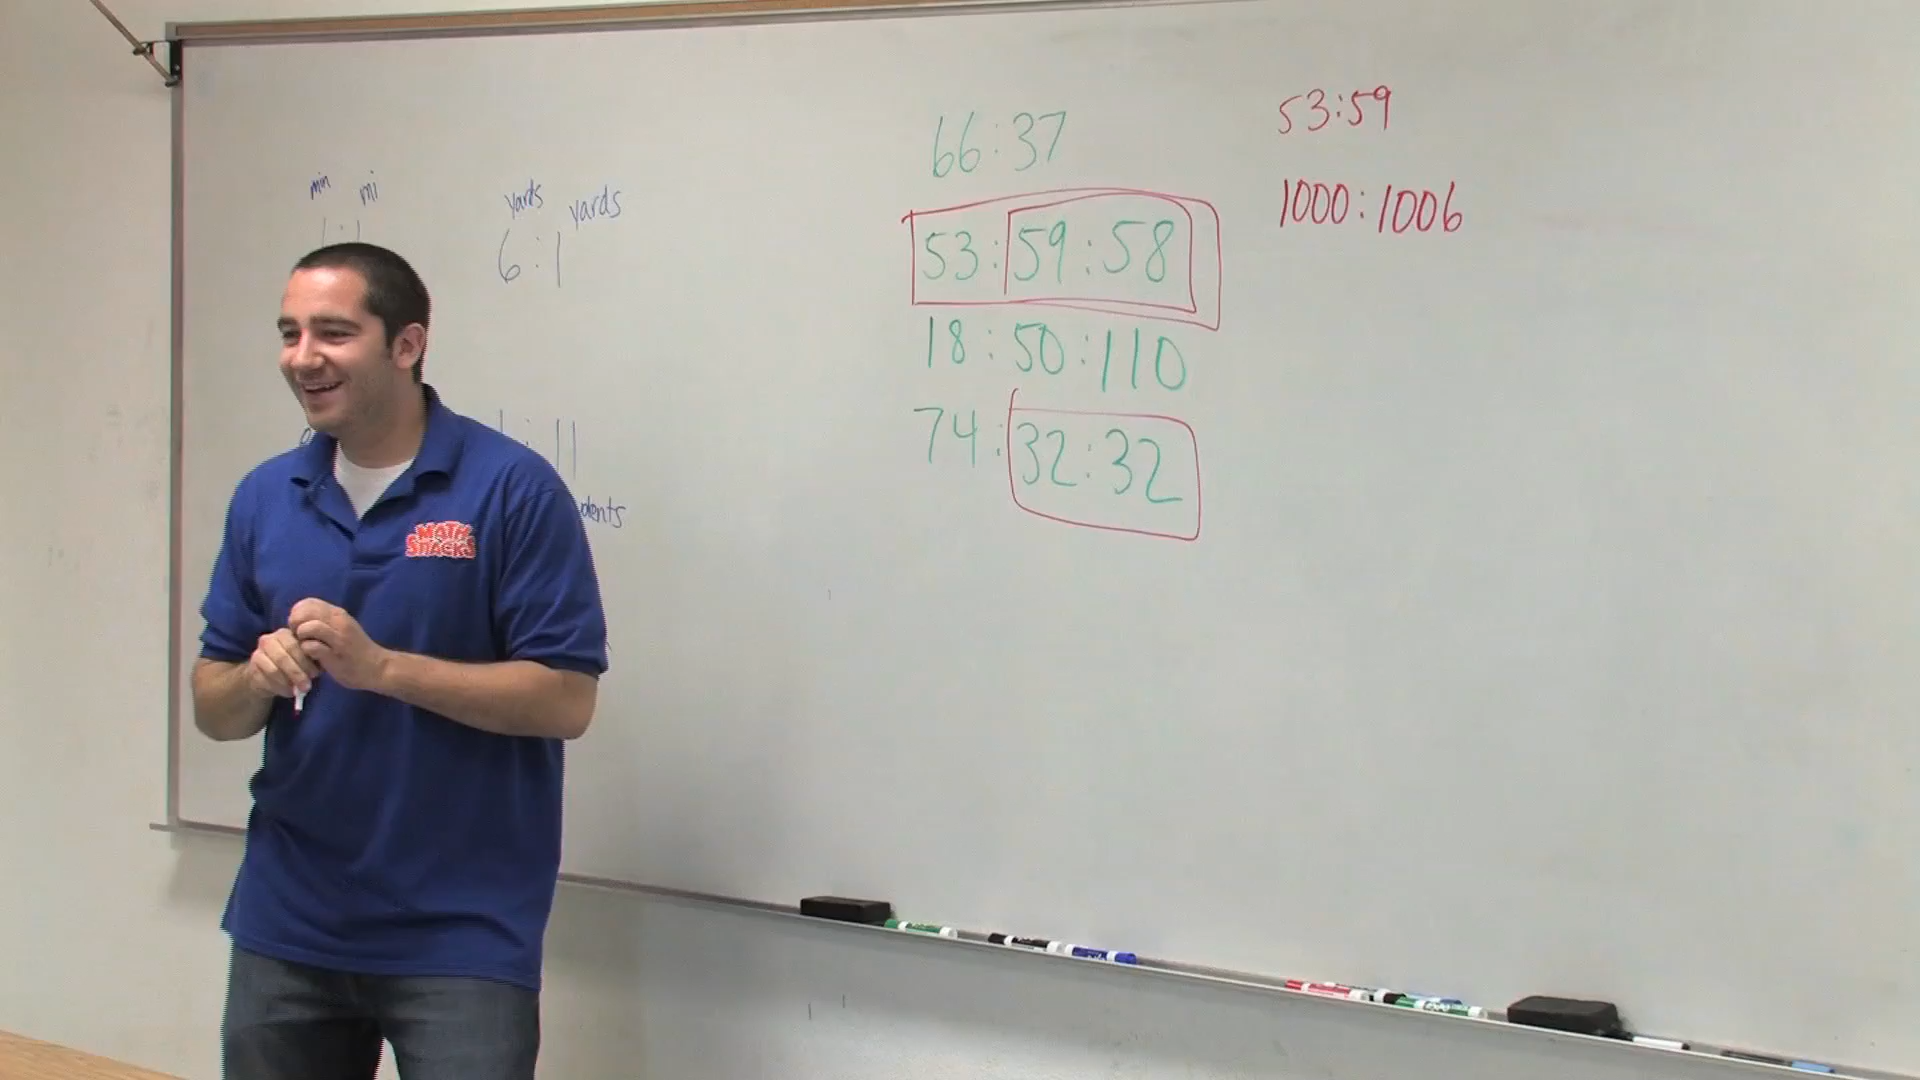 min mi
yards yards
6:1
11
dents
MATH
SNACKS
66:37
53:59:58
18:50:110
74:32:32
53:59
1000:1006